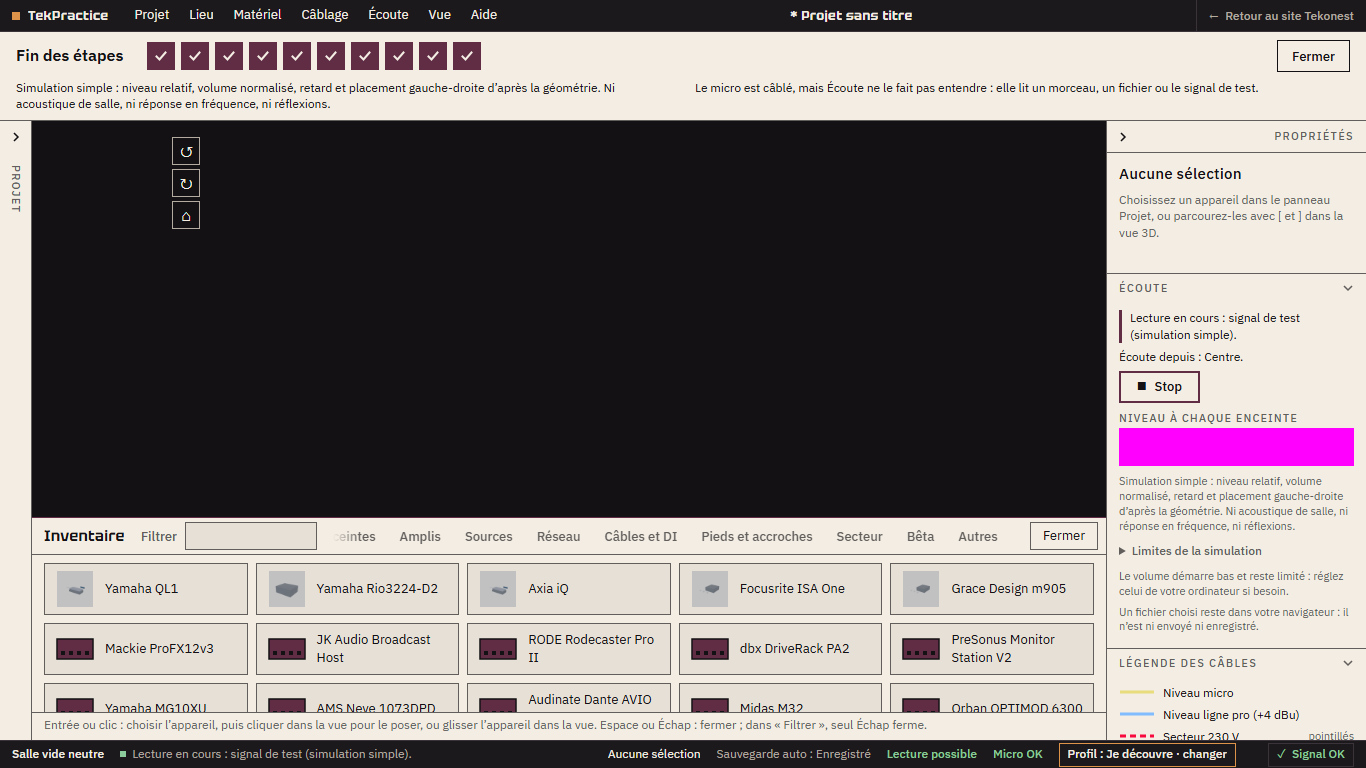 TekPractice Projet Lieu Matériel Câblage Écoute Vue Aide * Projet sans titre ← Retour au site Tekonest
Fin des étapes Fermer
Simulation simple : niveau relatif, volume normalisé, retard et placement gauche-droite d'après la géométrie. Ni
acoustique de salle, ni réponse en fréquence, ni réflexions.
Le micro est câblé, mais Écoute ne le fait pas entendre : elle lit un morceau, un fichier ou le signal de test.
PROJET
PROPRIÉTÉS
Aucune sélection
Choisissez un appareil dans le panneau
Projet, ou parcourez-les avec [ et ] dans la
vue 3D.
ÉCOUTE
Lecture en cours : signal de test
(simulation simple).
Écoute depuis : Centre.
Stop
NIVEAU À CHAQUE ENCEINTE
Simulation simple : niveau relatif, volume
normalisé, retard et placement gauche-droite
d'après la géométrie. Ni acoustique de salle, ni
réponse en fréquence, ni réflexions.
Limites de la simulation
Le volume démarre bas et reste limité : réglez
celui de votre ordinateur si besoin.
Un fichier choisi reste dans votre navigateur : il
n'est ni envoyé ni enregistré.
LÉGENDE DES CÂBLES
Niveau micro
Niveau ligne pro (+4 dBu)
Secteur 230 V pointillés
Inventaire Filtrer ceintes Amplis Sources Réseau Câbles et DI Pieds et accroches Secteur Bêta Autres Fermer
Yamaha QL1 Yamaha Rio3224-D2 Axia iQ Focusrite ISA One Grace Design m905
Mackie ProFX12v3
JK Audio Broadcast
Host
RODE Rodecaster Pro
II
dbx DriveRack PA2
PreSonus Monitor
Station V2
Yamaha MG10XU AMS Neve 1073DPD Audinate Dante AVIO Midas M32 Orban OPTIMOD 6300
Entrée ou clic : choisir l'appareil, puis cliquer dans la vue pour le poser, ou glisser l'appareil dans la vue. Espace ou Échap : fermer ; dans « Filtrer », seul Échap ferme.
Salle vide neutre Lecture en cours : signal de test (simulation simple). Aucune sélection Sauvegarde auto : Enregistré Lecture possible Micro OK Profil : Je découvre · changer ✓ Signal OK